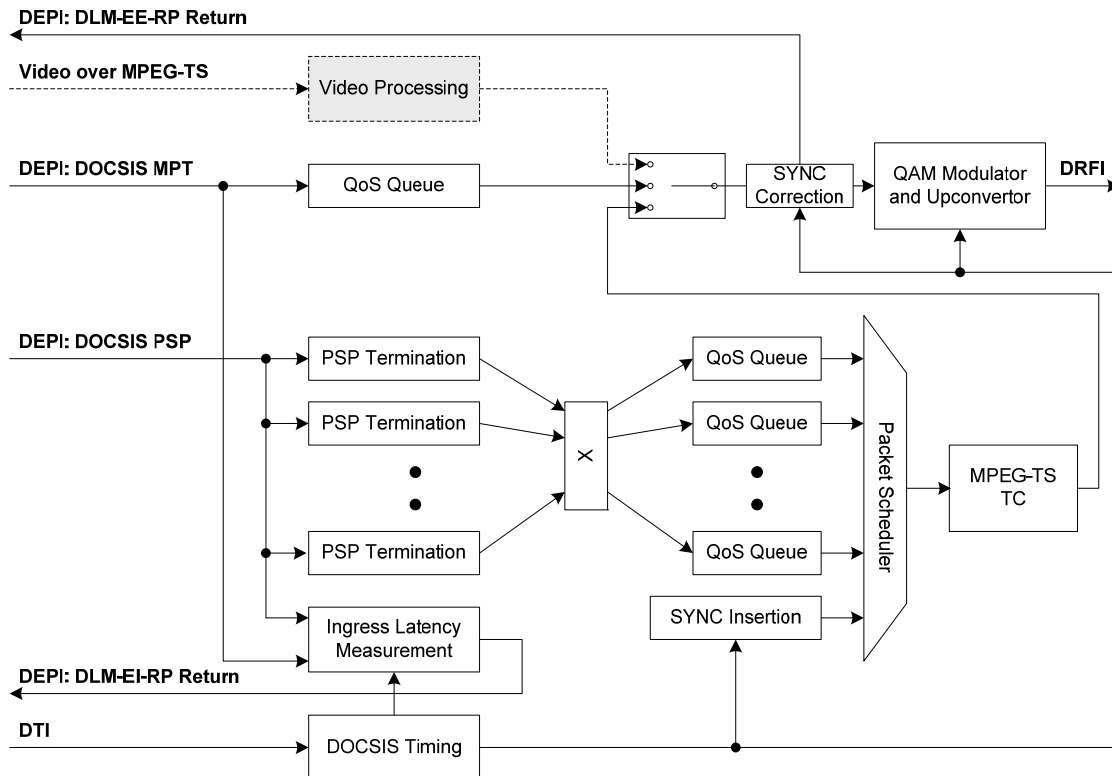 DEPI: DLM-EE-RP Return
Video over MPEG-TS
Video Processing
DEPI: DOCSIS MPT
QoS Queue
SYNC
Correction
QAM Modulator
and Upconvertor
DRFI
DEPI: DOCSIS PSP
PSP Termination
QoS Queue
PSP Termination
QoS Queue
X
Packet Scheduler
MPEG-TS
TC
PSP Termination
QoS Queue
Ingress Latency
Measurement
SYNC Insertion
DEPI: DLM-EI-RP Return
DTI
DOCSIS Timing